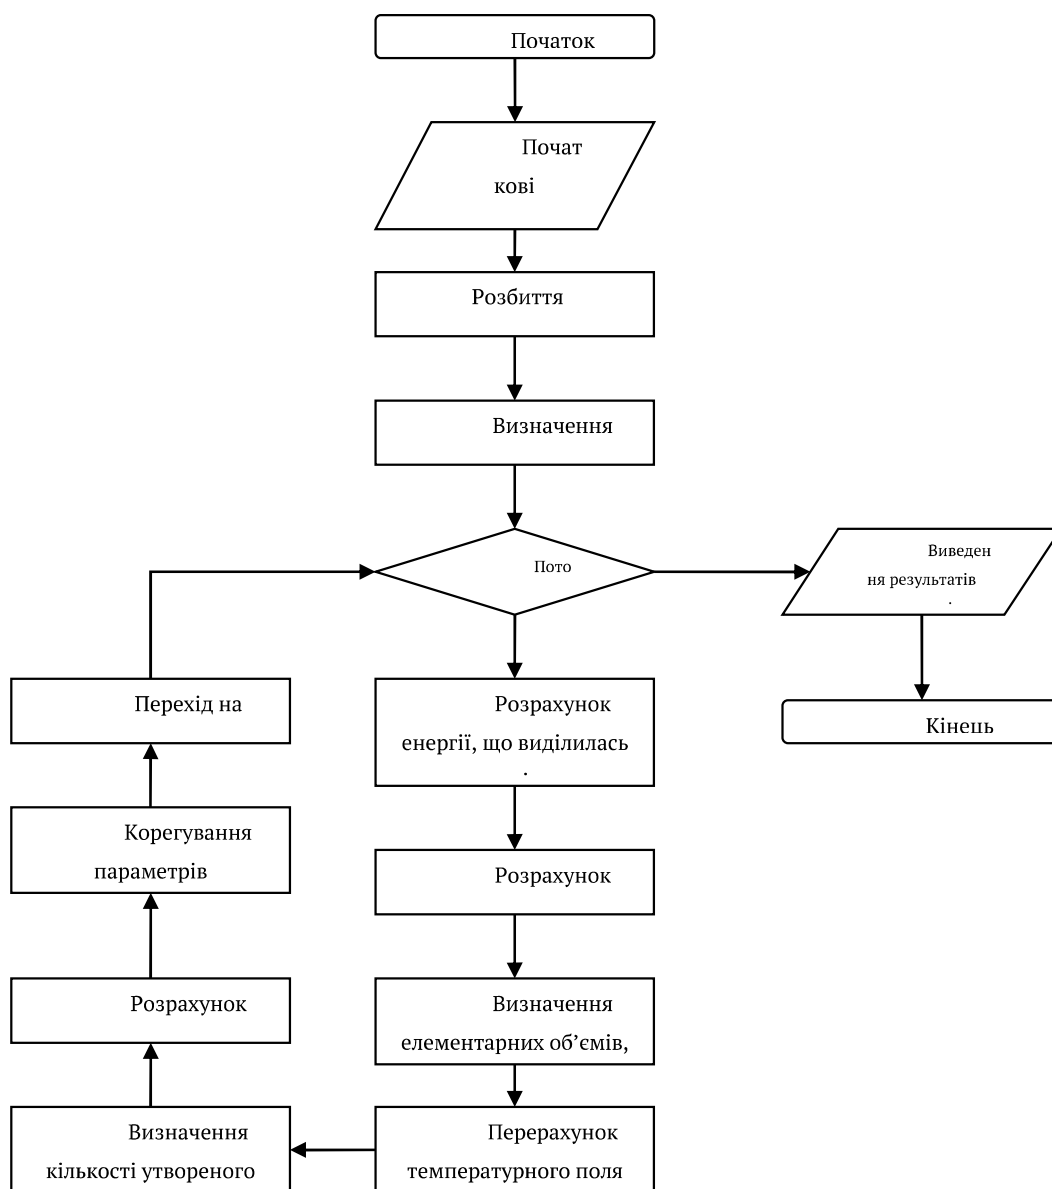 Початок
Почат
кові
Розбиття
Визначення
Пото
Виведен
ня результатів
.
Перехід на
Розрахунок
енергії, що виділилась
.
Кінець
Корегування
параметрів
Розрахунок
Розрахунок
Визначення
елементарних об’ємів,
Визначення
кількості утвореного
Перерахунок
температурного поля